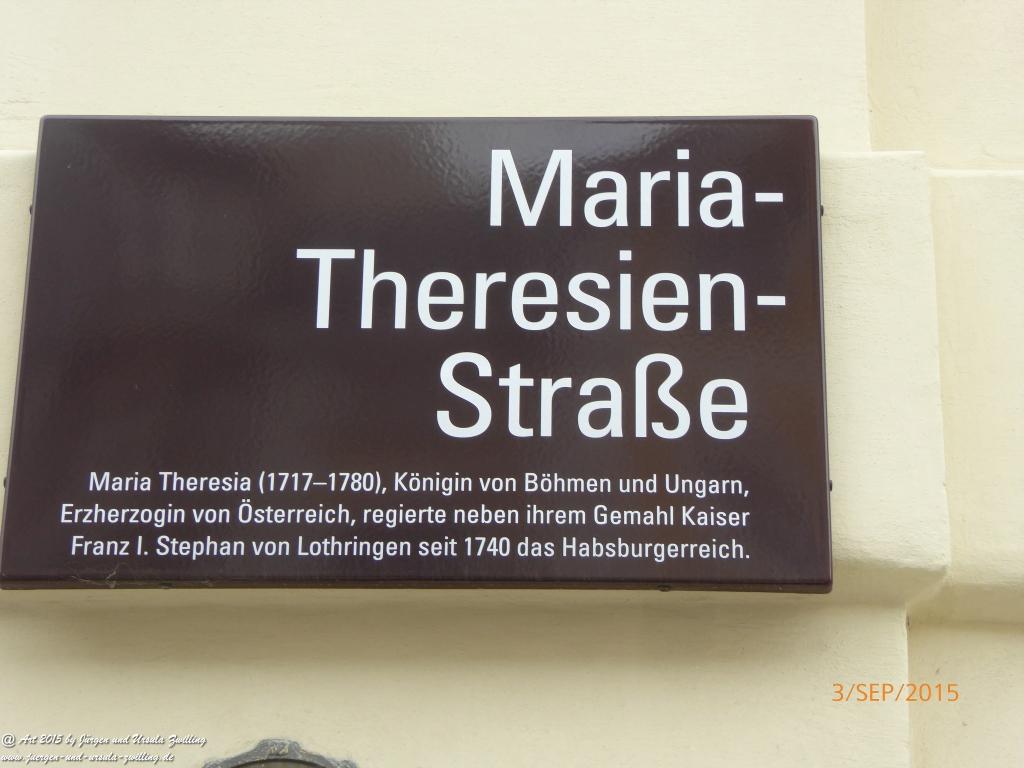 Maria-
Theresien-
Straße
Maria Theresia (1717–1780), Königin von Böhmen und Ungarn,
Erzherzogin von Österreich, regierte neben ihrem Gemahl Kaiser
Franz I. Stephan von Lothringen seit 1740 das Habsburgerreich.
3/SEP/2015
@ Art 2015 by Jürgen und Ursula Zwilling
www.juergen-und-ursula-zwilling.de